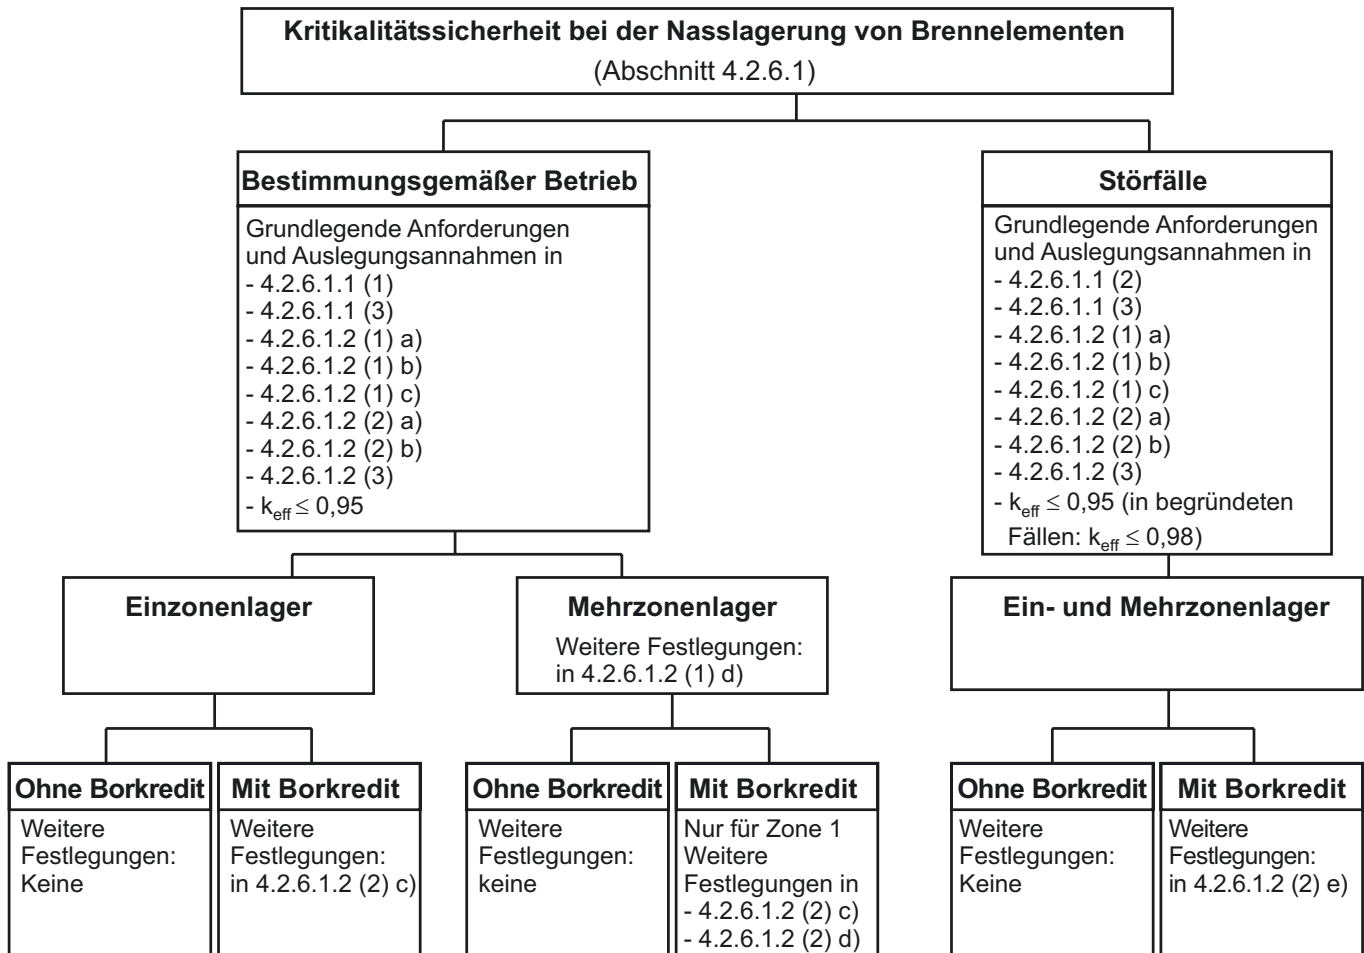 Kritikalitätssicherheit bei der Nasslagerung von Brennelementen
(Abschnitt 4.2.6.1)
Bestimmungsgemäßer Betrieb
Grundlegende Anforderungen
und Auslegungsannahmen in
- 4.2.6.1.1 (1)
- 4.2.6.1.1 (3)
- 4.2.6.1.2 (1) a)
- 4.2.6.1.2 (1) b)
- 4.2.6.1.2 (1) c)
- 4.2.6.1.2 (2) a)
- 4.2.6.1.2 (2) b)
- 4.2.6.1.2 (3)
- keff ≤ 0,95
Störfälle
Grundlegende Anforderungen
und Auslegungsannahmen in
- 4.2.6.1.1 (2)
- 4.2.6.1.1 (3)
- 4.2.6.1.2 (1) a)
- 4.2.6.1.2 (1) b)
- 4.2.6.1.2 (1) c)
- 4.2.6.1.2 (2) a)
- 4.2.6.1.2 (2) b)
- 4.2.6.1.2 (3)
- keff ≤ 0,95 (in begründeten
Fällen: keff ≤ 0,98)
Einzonenlager
Mehrzonenlager
Weitere Festlegungen:
in 4.2.6.1.2 (1) d)
Ein- und Mehrzonenlager
Ohne Borkredit
Weitere
Festlegungen:
Keine
Mit Borkredit
Weitere
Festlegungen:
in 4.2.6.1.2 (2) c)
Ohne Borkredit
Weitere
Festlegungen:
keine
Mit Borkredit
Nur für Zone 1
Weitere
Festlegungen in
- 4.2.6.1.2 (2) c)
- 4.2.6.1.2 (2) d)
Ohne Borkredit
Weitere
Festlegungen:
Keine
Mit Borkredit
Weitere
Festlegungen:
in 4.2.6.1.2 (2) e)